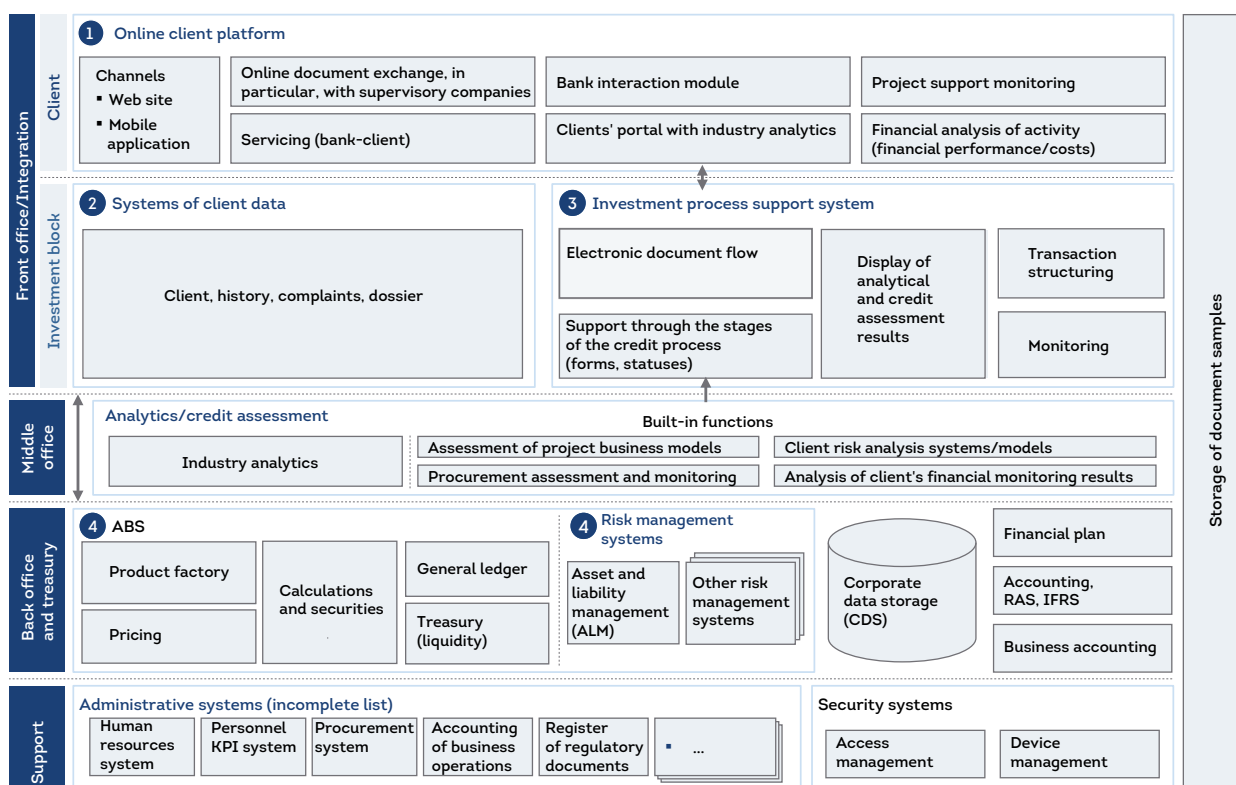 Front office/Integration
Client
1 Online client platform
Channels
▪ Web site
▪ Mobile
application
Online document exchange, in
particular, with supervisory companies
Servicing (bank-client)
Bank interaction module
Clients' portal with industry analytics
Project support monitoring
Financial analysis of activity
(financial performance/costs)
Investment block
2 Systems of client data
Client, history, complaints, dossier
3 Investment process support system
Electronic document flow
Support through the stages
of the credit process
(forms, statuses)
Display of
analytical
and credit
assessment
results
Transaction
structuring
Monitoring
Middle
office
Analytics/credit assessment
Industry analytics
Built-in functions
Assessment of project business models
Client risk analysis systems/models
Procurement assessment and monitoring
Analysis of client's financial monitoring results
Back office
and treasury
4 ABS
Product factory
Pricing
Calculations
and securities
General ledger
Treasury
(liquidity)
4 Risk management
systems
Asset and
liability
management
(ALM)
Other risk
management
systems
Corporate
data storage
(CDS)
Financial plan
Accounting,
RAS, IFRS
Business accounting
Support
Administrative systems (incomplete list)
Human
resources
system
Personnel
KPI system
Procurement
system
Accounting
of business
operations
Register
of regulatory
documents
▪ ...
Security systems
Access
management
Device
management
Storage of document samples